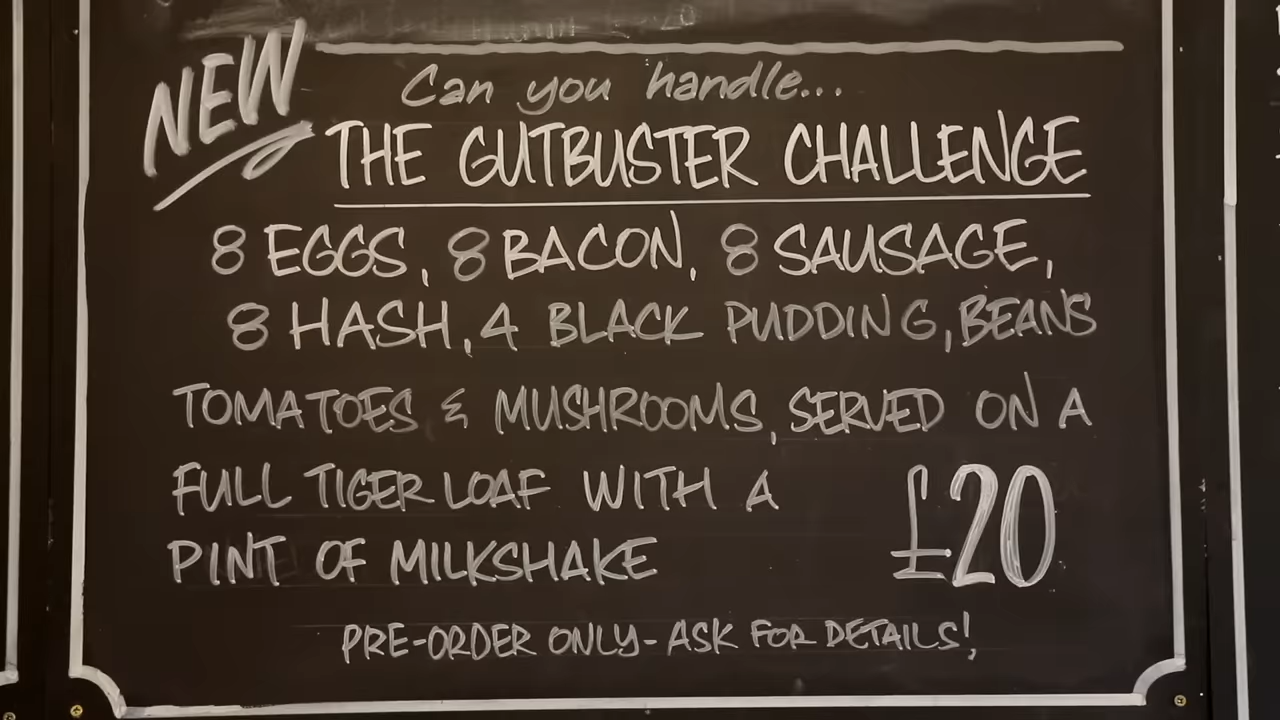 NEW
Can you handle...
THE GUTBUSTER CHALLENGE
8 EGGS, 8 BACON, 8 SAUSAGE,
8 HASH, 4 BLACK PUDDING, BEANS
TOMATOES & MUSHROOMS, SERVED ON A
FULL TIGER LOAF WITH A
PINT OF MILKSHAKE
£20
PRE-ORDER ONLY - ASK FOR DETAILS!